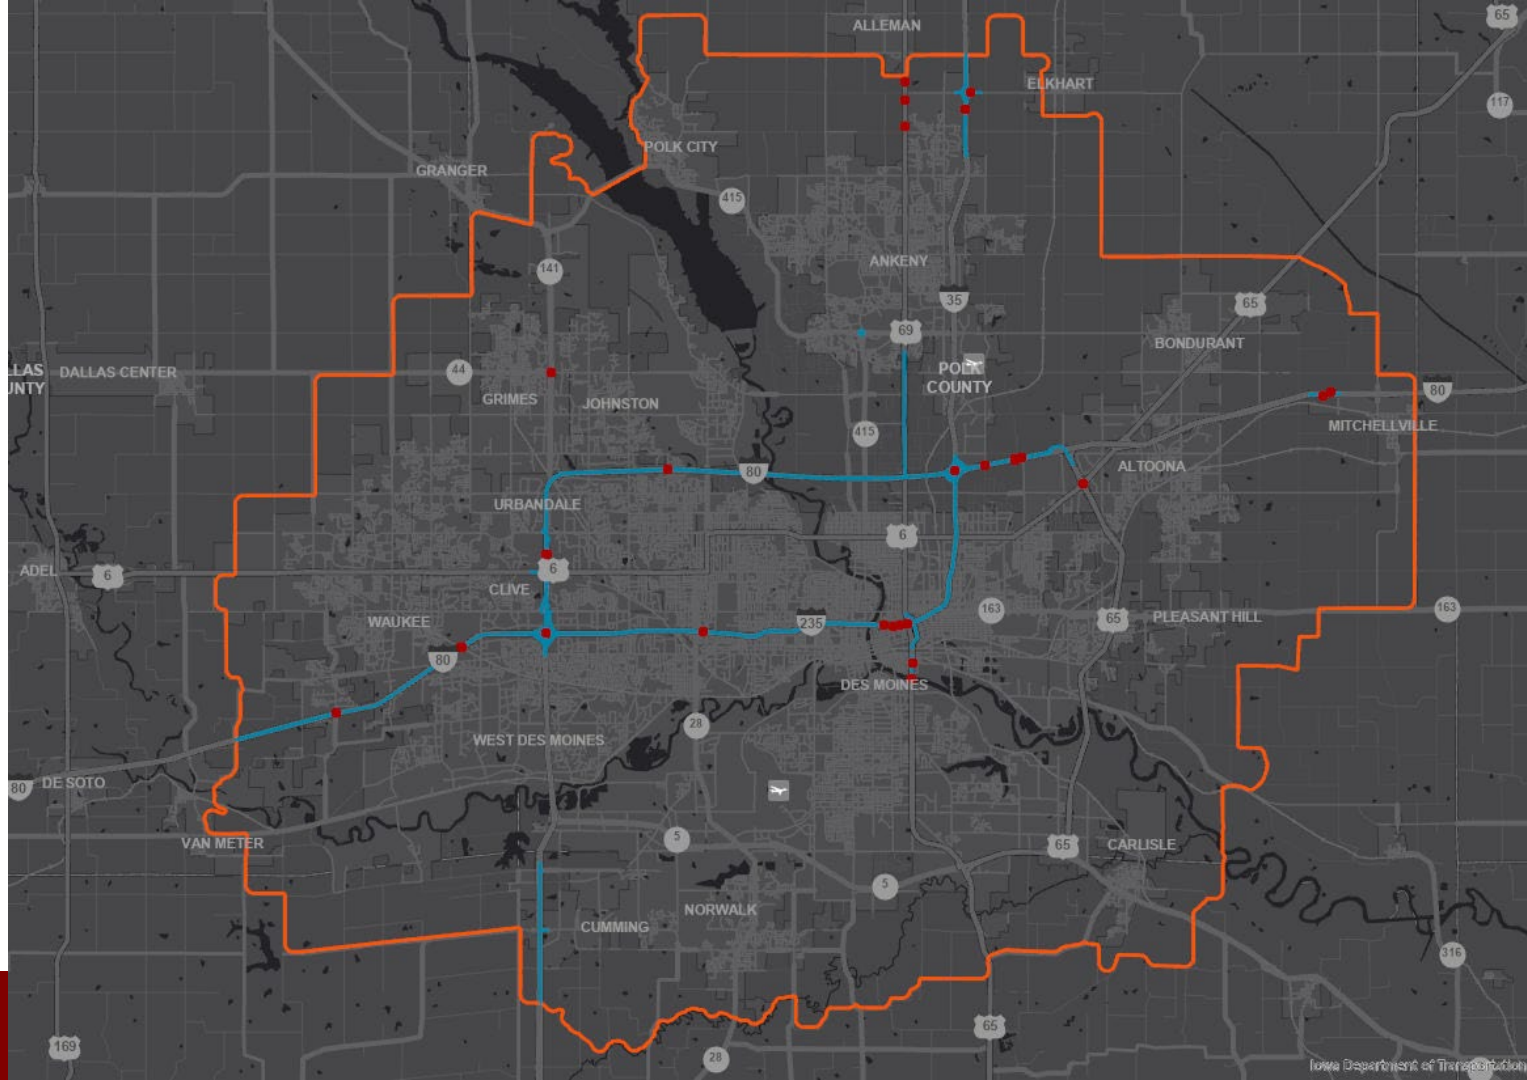 ALLEMAN
65
ELKHART
117
POLK CITY
GRANGER
415
ANKENY
141
35
65
69
BONDURANT
LLAS
UNTY
DALLAS CENTER
44
POLK
COUNTY
80
GRIMES
JOHNSTON
415
MITCHELLVILLE
80
ALTOONA
URBANDALE
6
ADEL
6
6
CLIVE
163
163
WAUKEE
235
65
PLEASANT HILL
80
DES MOINES
28
WEST DES MOINES
80
DE SOTO
VAN METER
5
65
CARLISLE
5
NORWALK
CUMMING
316
65
169
28
Iowa Department of Transportation